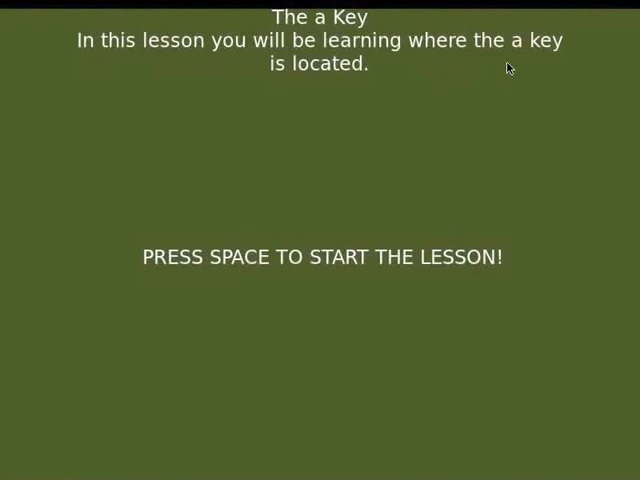 The a Key
In this lesson you will be learning where the a key
is located.
PRESS SPACE TO START THE LESSON!